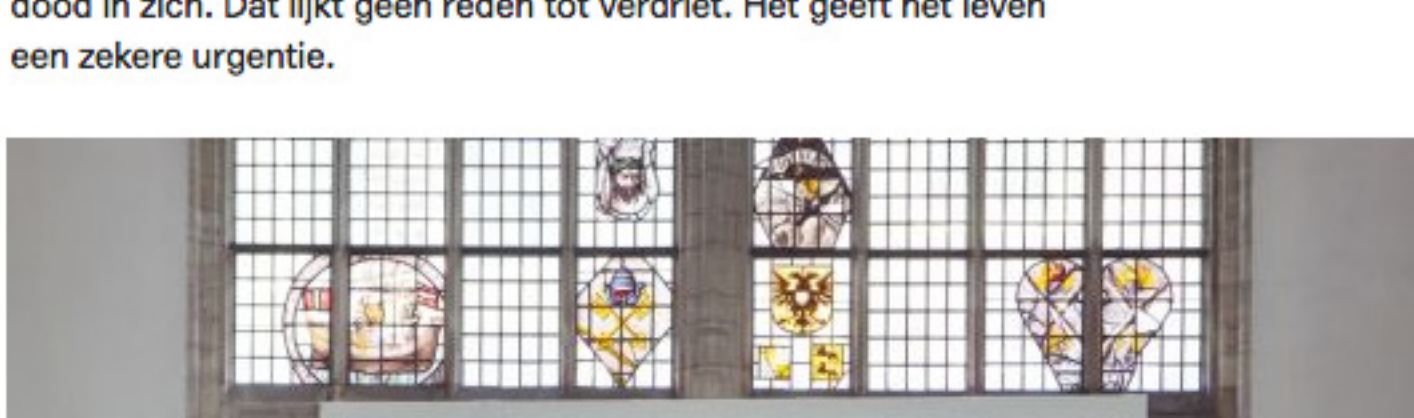 dood in zich. Dat lijkt geen reden tot verdriet. Het geeft het leven
een zekere urgentie.